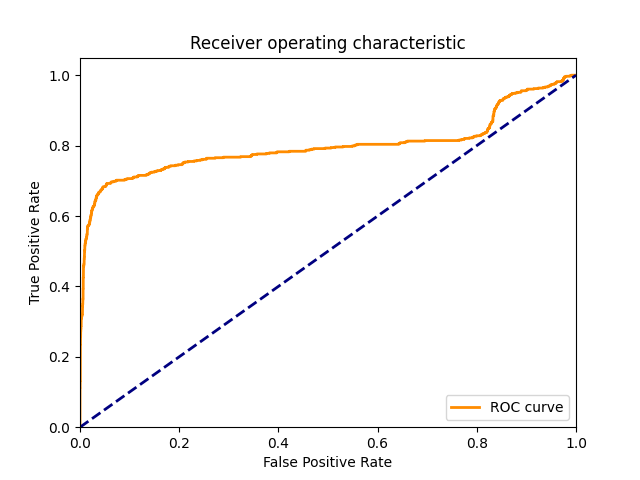 Receiver operating characteristic
1.0
0.8
0.6
0.4
0.2
0.0
True Positive Rate
0.0 0.2 0.4 0.6 0.8 1.0
False Positive Rate
ROC curve